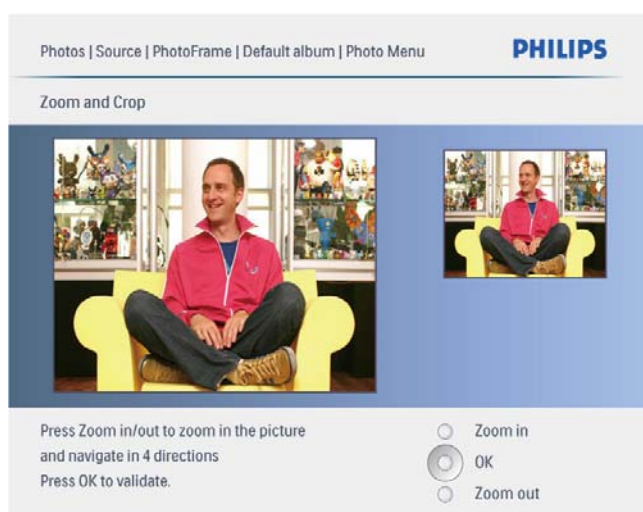 Photos | Source | PhotoFrame | Default album | Photo Menu
PHILIPS
Zoom and Crop
Press Zoom in/out to zoom in the picture
and navigate in 4 directions
Press OK to validate.
Zoom in
OK
Zoom out